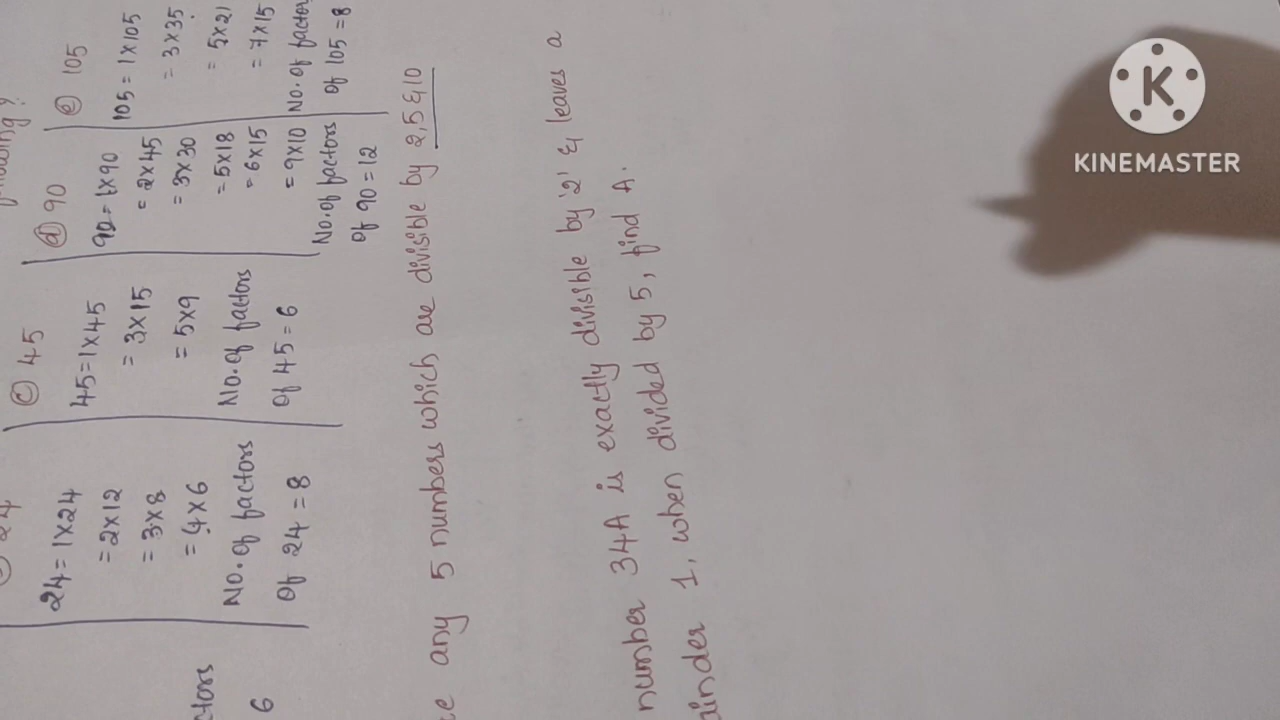 24
24 = 1x24
= 2x12
= 3x8
= 4x6
No. of factors
Of 24 = 8
c 45
45 = 1x45
= 3x15
= 5x9
No. of factors
Of 45 = 6
d 90
90 = 1x90
= 2x45
= 3x30
= 5x18
= 6x15
= 9x10
No. of factors
Of 90 = 12
e 105
105 = 1x105
= 3x35
= 5x21
= 7x15
No. of factor
Of 105 = 8
6
any 5 numbers which are divisible by 2,5 & 10
number 34A is exactly divisible by '2' & leaves a
1, when divided by 5, find A.
K
KINEMASTER